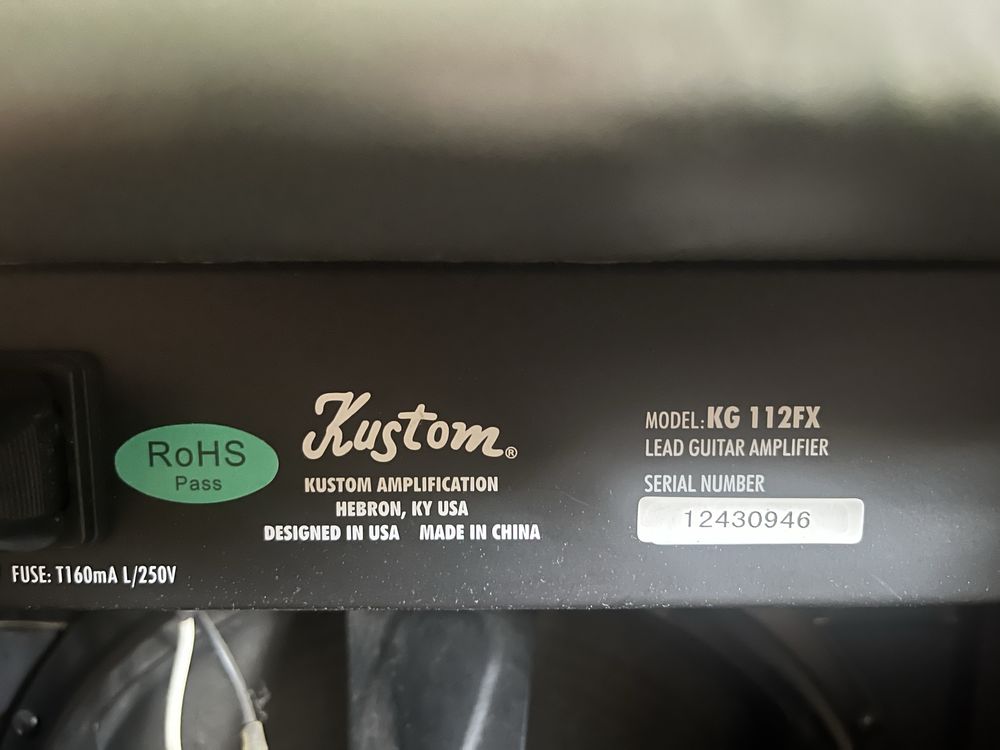 RoHS
Pass
Kustom®
KUSTOM AMPLIFICATION
HEBRON, KY USA
DESIGNED IN USA MADE IN CHINA
MODEL: KG 112FX
LEAD GUITAR AMPLIFIER
SERIAL NUMBER
12430946
FUSE: T160mA L/250V